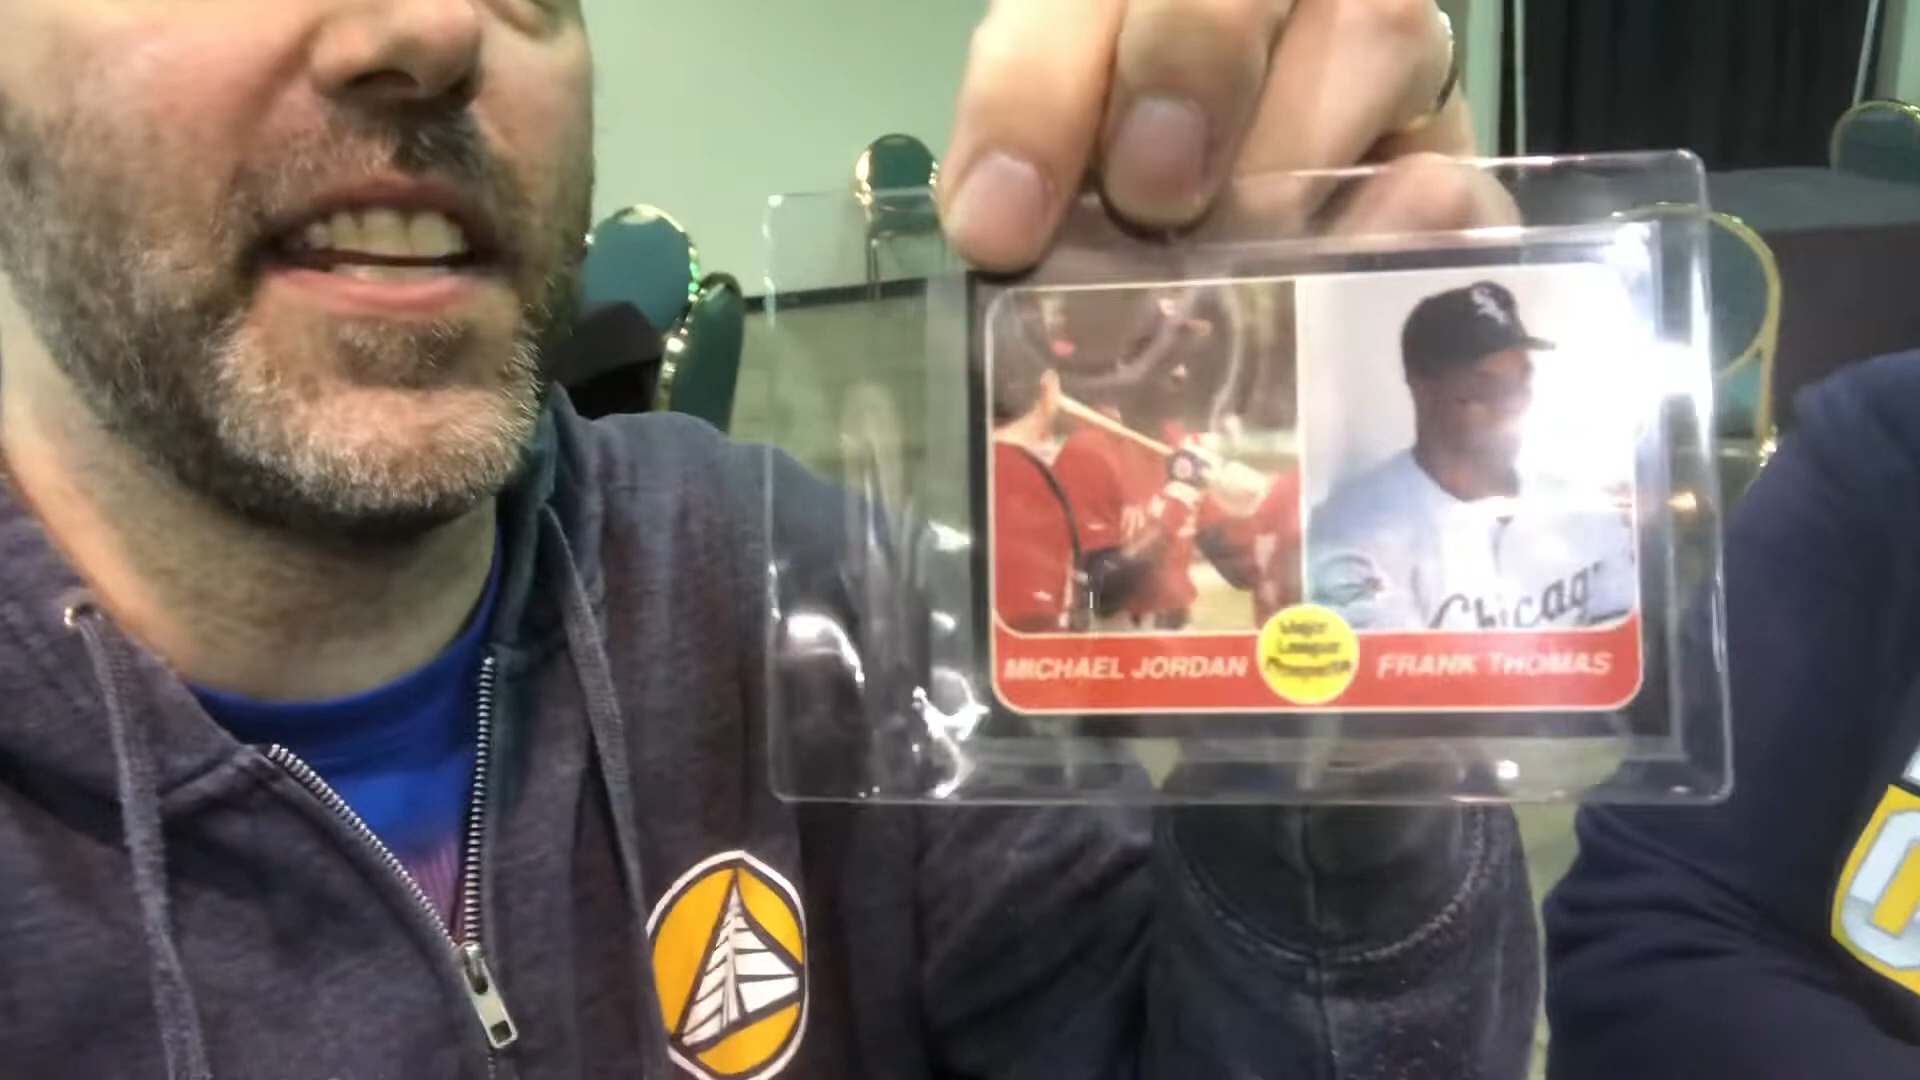 Chicago
MICHAEL JORDAN
Major
League
Prospects
FRANK THOMAS